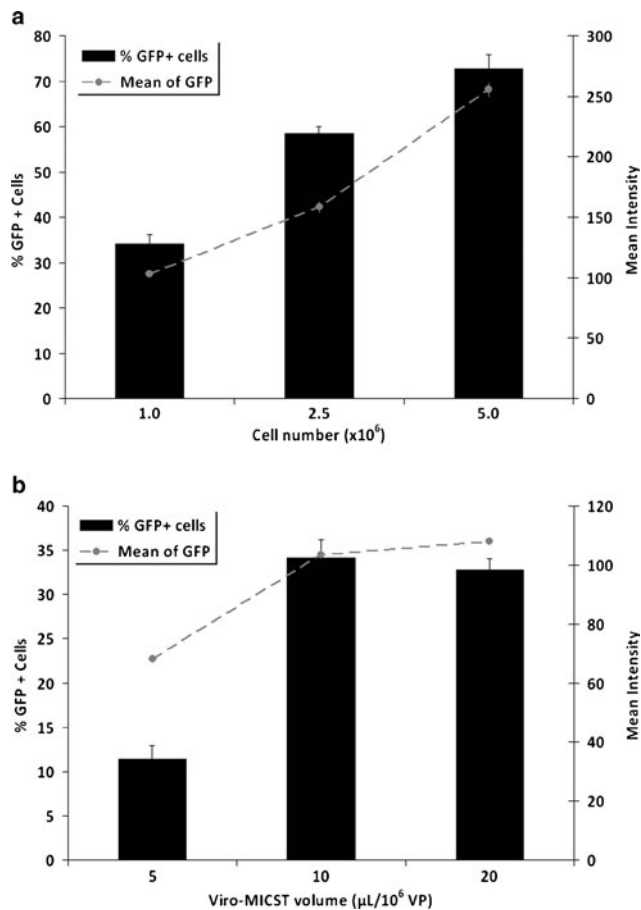 a
80
70
60
50
40
30
20
10
0
% GFP + Cells
% GFP+ cells
Mean of GFP
300
250
200
150
100
50
0
Mean Intensity
1.0 2.5 5.0
Cell number (x10⁶)
b
40
35
30
25
20
15
10
5
0
% GFP + Cells
% GFP+ cells
Mean of GFP
120
100
80
60
40
20
0
Mean Intensity
5 10 20
Viro-MICST volume (µL/10⁶ VP)